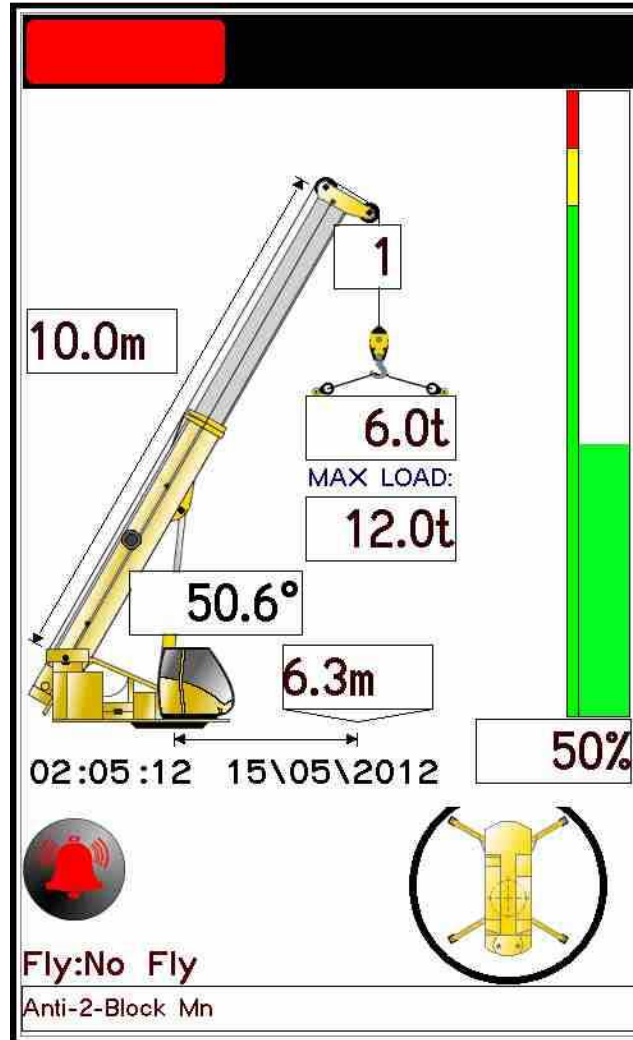 1
10.0m
6.0t
MAX LOAD:
12.0t
50.6°
6.3m
50%
02:05:12 15\05\2012
Fly:No Fly
Anti-2-Block Mn